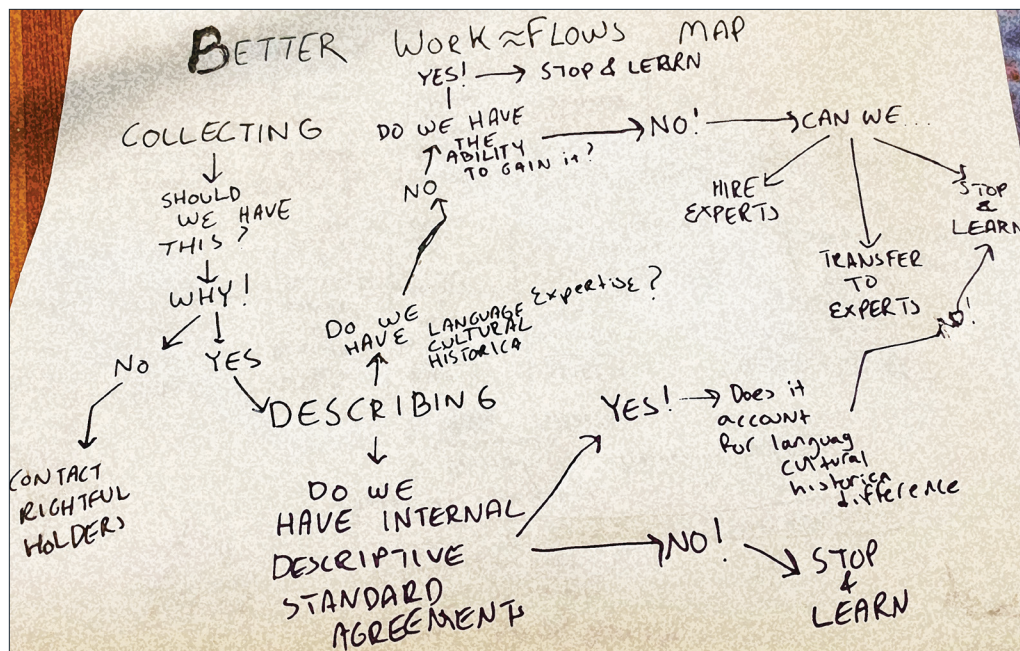 BETTER WORK≈FLOWS MAP
YES! → STOP & LEARN
COLLECTING
DO WE HAVE
THE
ABILITY
TO GAIN it?
NO!
CAN WE...
NO
SHOULD
WE HAVE
THIS?
HIRE
EXPERTS
STOP
&
LEARN
TRANSFER
TO
EXPERTS
WHY!
NO
YES
DO WE
HAVE LANGUAGE Expertise?
CULTURAL
HISTORICA
NO!
DESCRIBING
YES! → Does it
account
for languag
cultural
historica
difference
CONTACT
RIGHTFUL
HOLDERS
DO WE
HAVE INTERNAL
DESCRIPTIVE
STANDARD
AGREEMENTS
NO!
STOP
&
LEARN